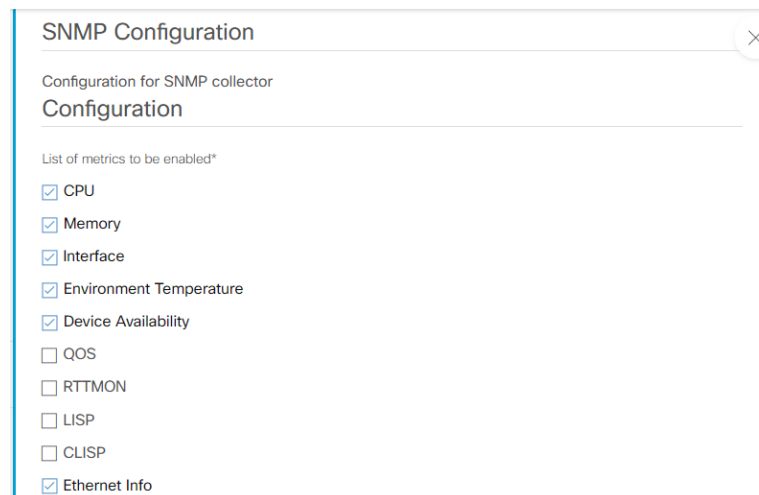 SNMP Configuration
Configuration for SNMP collector
Configuration
List of metrics to be enabled*
CPU
Memory
Interface
Environment Temperature
Device Availability
QOS
RTTMON
LISP
CLISP
Ethernet Info